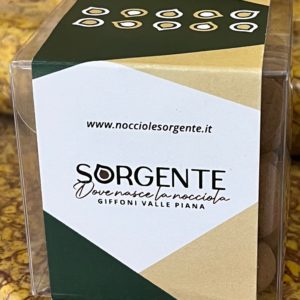 www.nocciolesorgente.it
SORGENTE
Dove nasce la nocciola
GIFFONI VALLE PIANA